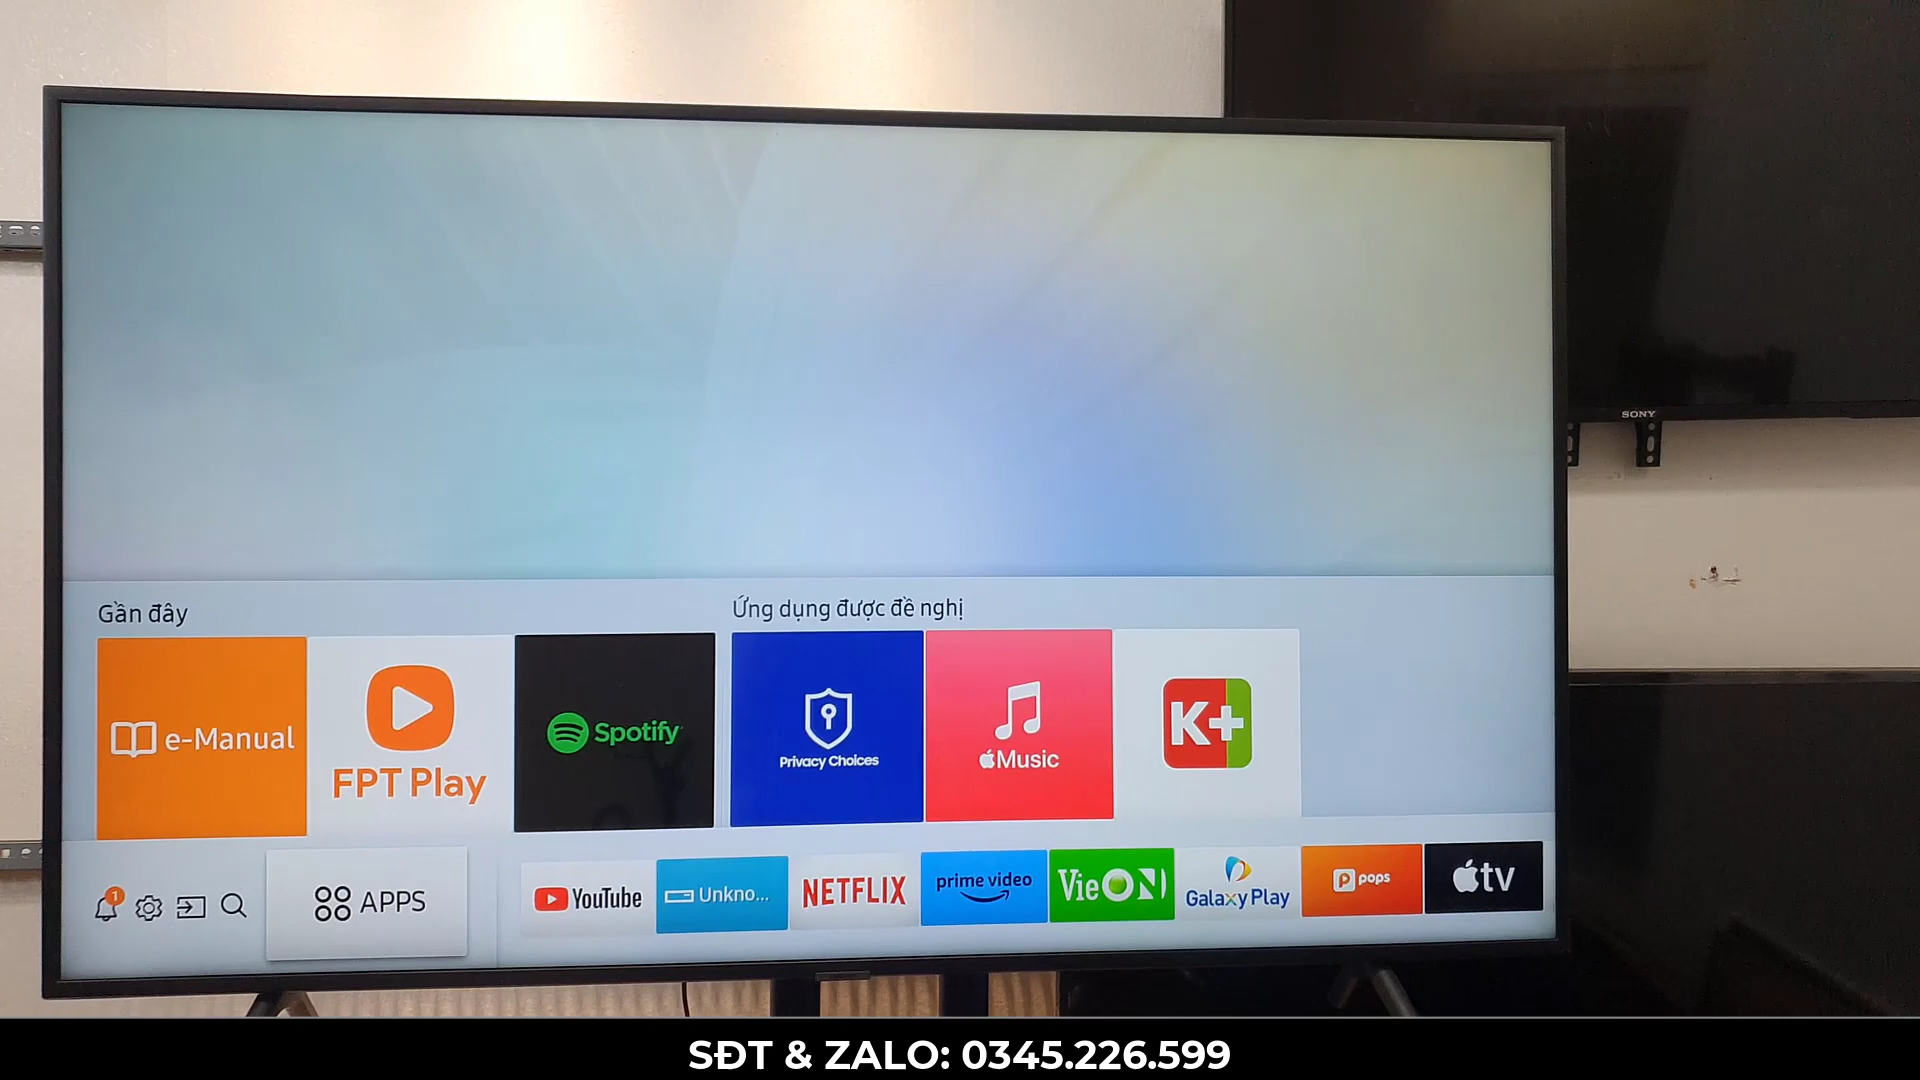 SONY
Gần đây
Ứng dụng được đề nghị
e-Manual
FPT Play
Spotify
Privacy Choices
Music
K+
1
APPS
YouTube
Unkno...
NETFLIX
prime video
VieON
Galaxy Play
pops
tv
SĐT & ZALO: 0345.226.599